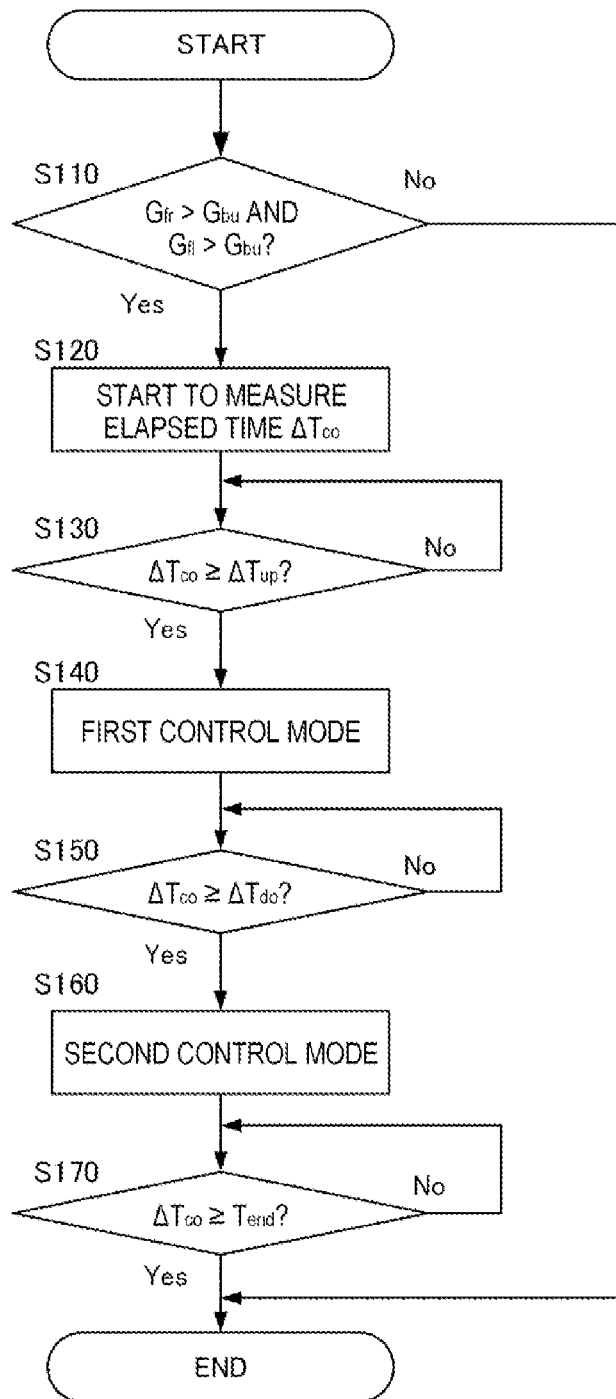 START
S110
No
Gfr > Gbu AND
Gfl > Gbu?
Yes
S120
START TO MEASURE
ELAPSED TIME ΔTco
S130
No
ΔTco ≥ ΔTup?
Yes
S140
FIRST CONTROL MODE
S150
No
ΔTco ≥ ΔTdo?
Yes
S160
SECOND CONTROL MODE
S170
No
ΔTco ≥ Tend?
Yes
END